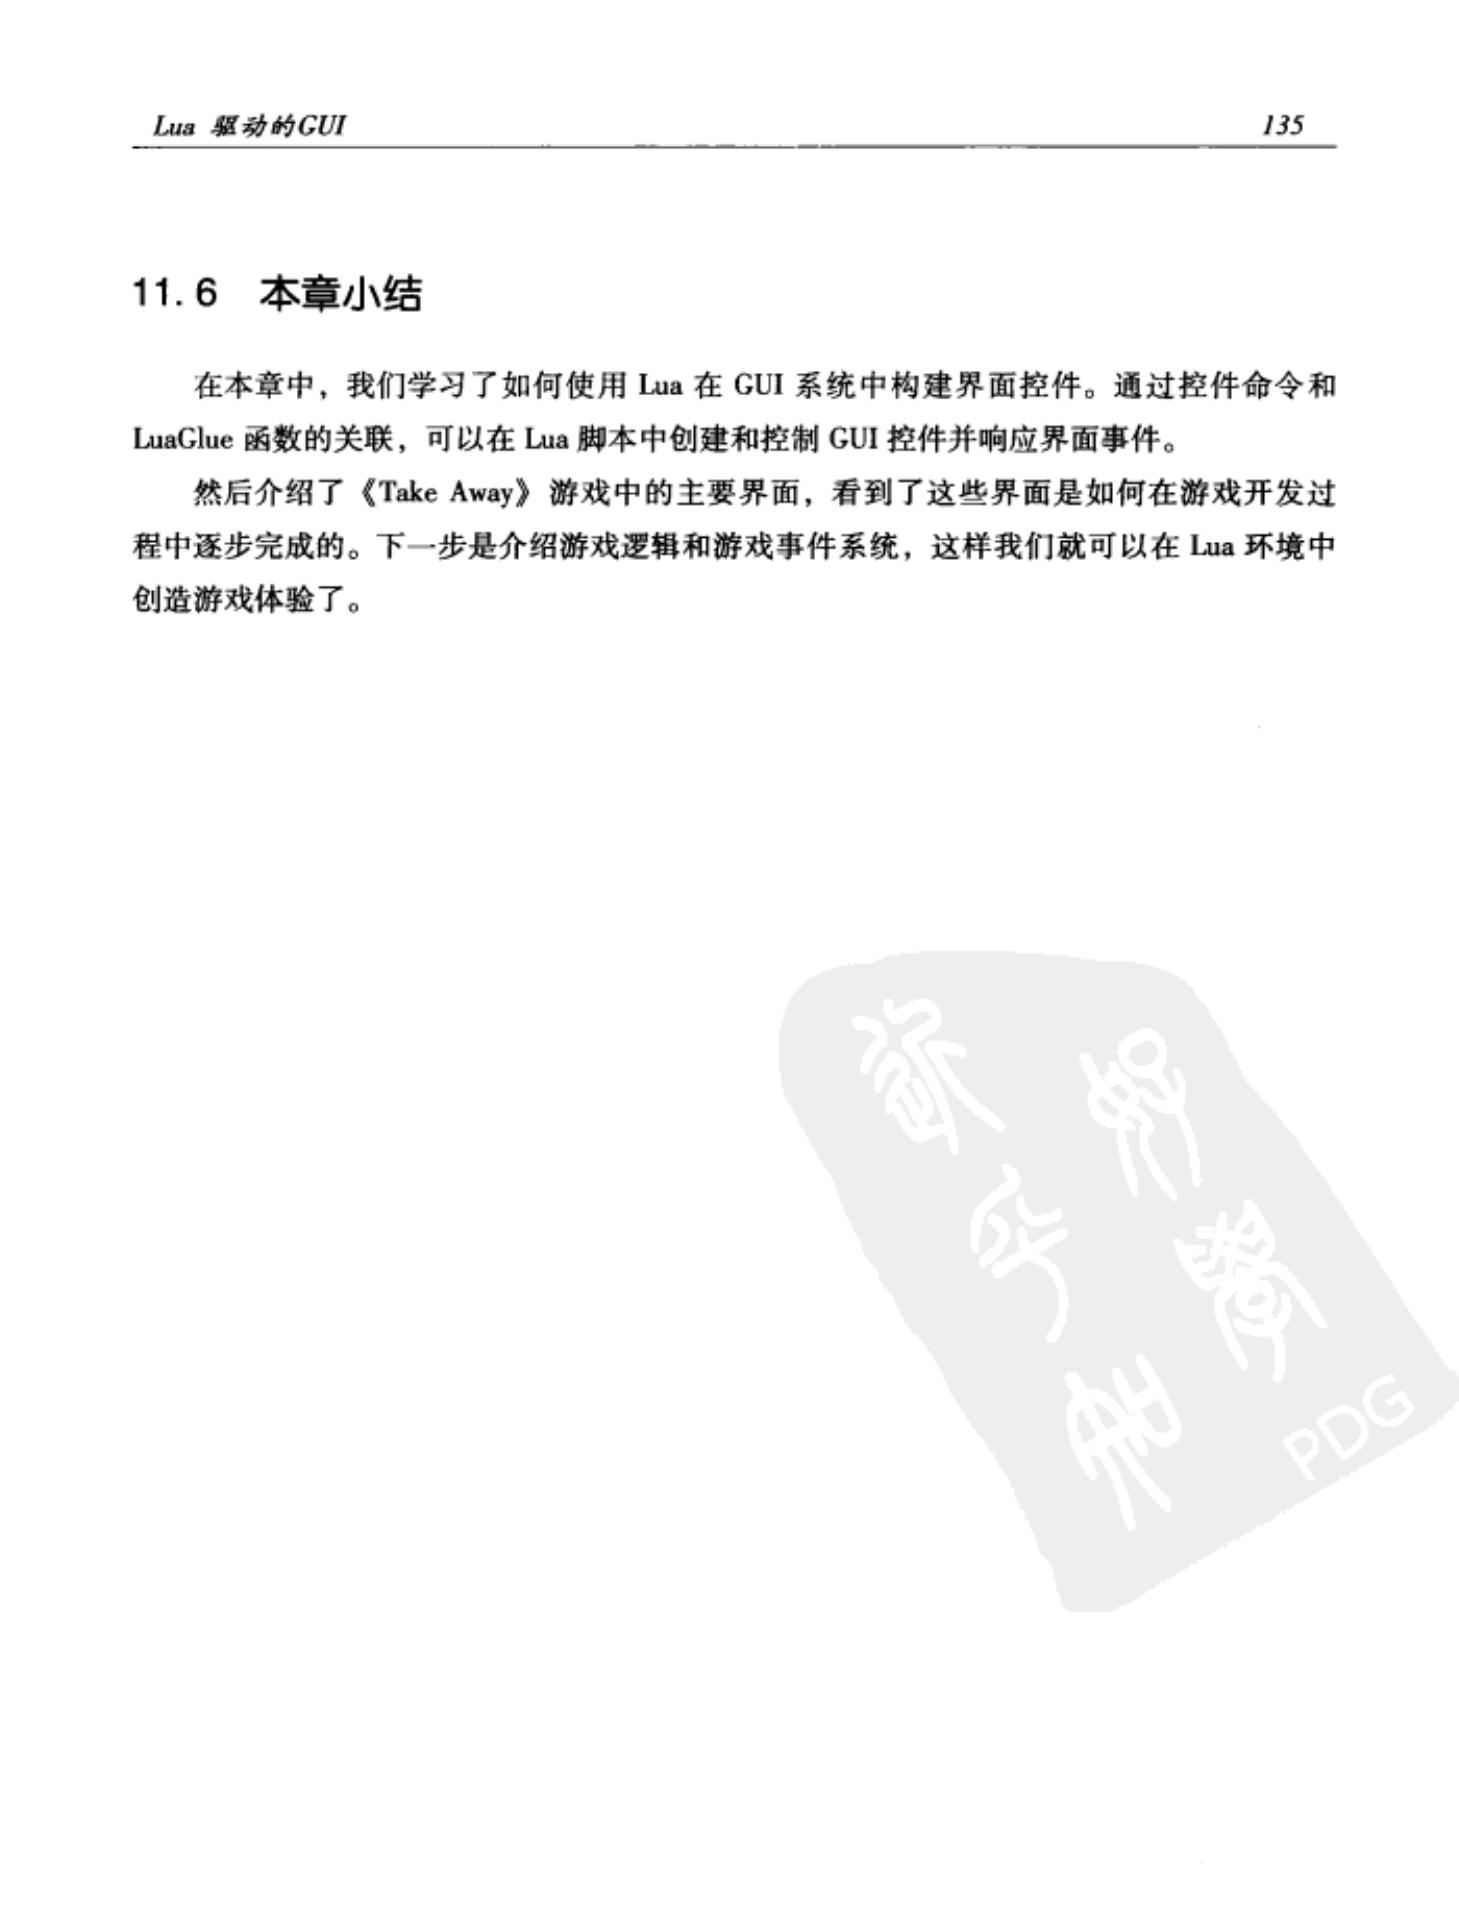 Lua 驱动的GUI 135
11.6 本章小结
在本章中，我们学习了如何使用 Lua 在 GUI 系统中构建界面控件。通过控件命令和
LuaGlue 函数的关联，可以在 Lua 脚本中创建和控制 GUI 控件并响应界面事件。
然后介绍了《Take Away》游戏中的主要界面，看到了这些界面是如何在游戏开发过
程中逐步完成的。下一步是介绍游戏逻辑和游戏事件系统，这样我们就可以在 Lua 环境中
创造游戏体验了。
PDG